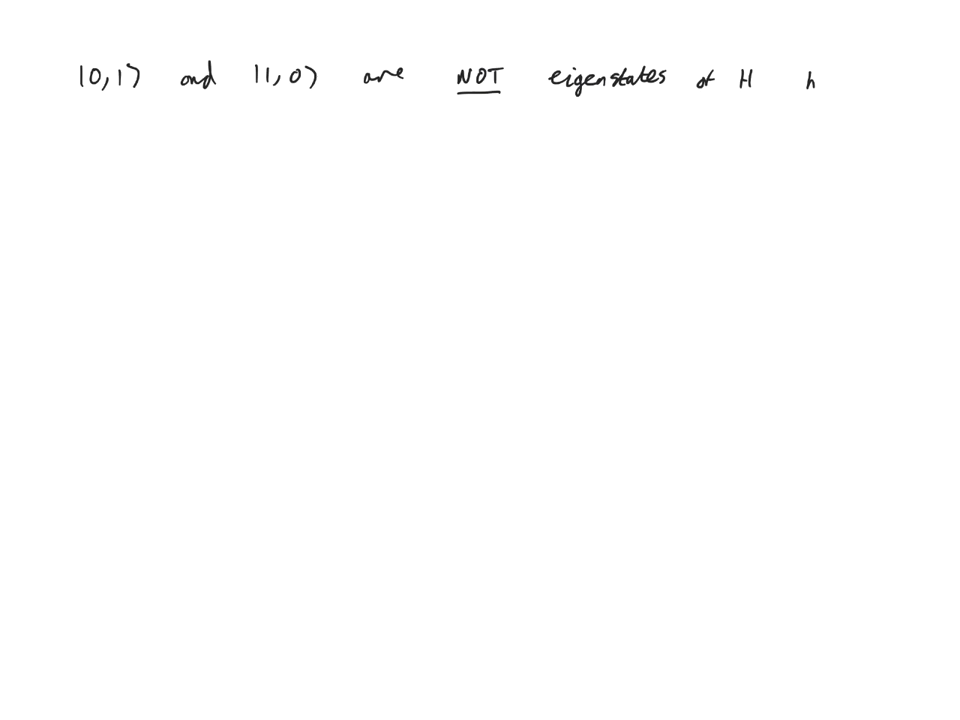 |0,1⟩ and |1,0⟩ are NOT eigenstates of H h